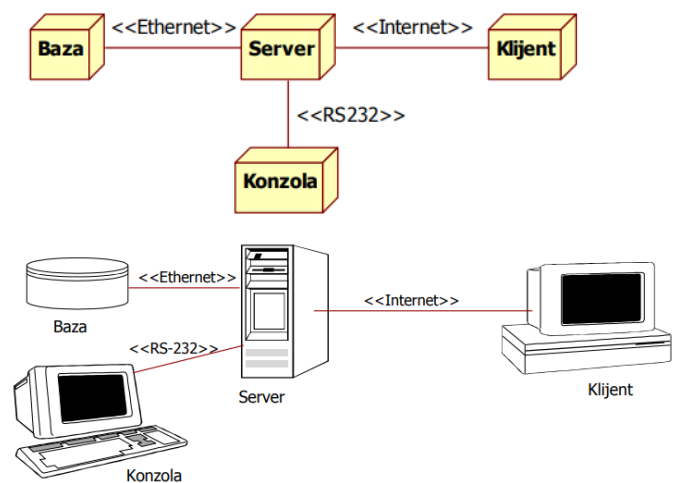 <<Ethernet>> <<Internet>>
Baza Server Klijent
<<RS232>>
Konzola
<<Ethernet>>
<<Internet>>
Baza
<<RS-232>>
Server
Klijent
Konzola